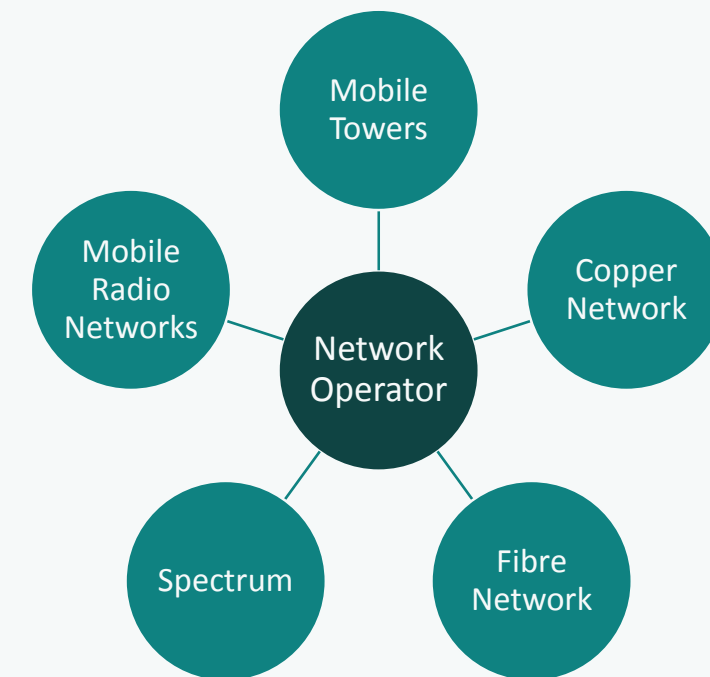 Mobile
Towers
Mobile
Radio
Networks
Copper
Network
Network
Operator
Spectrum
Fibre
Network